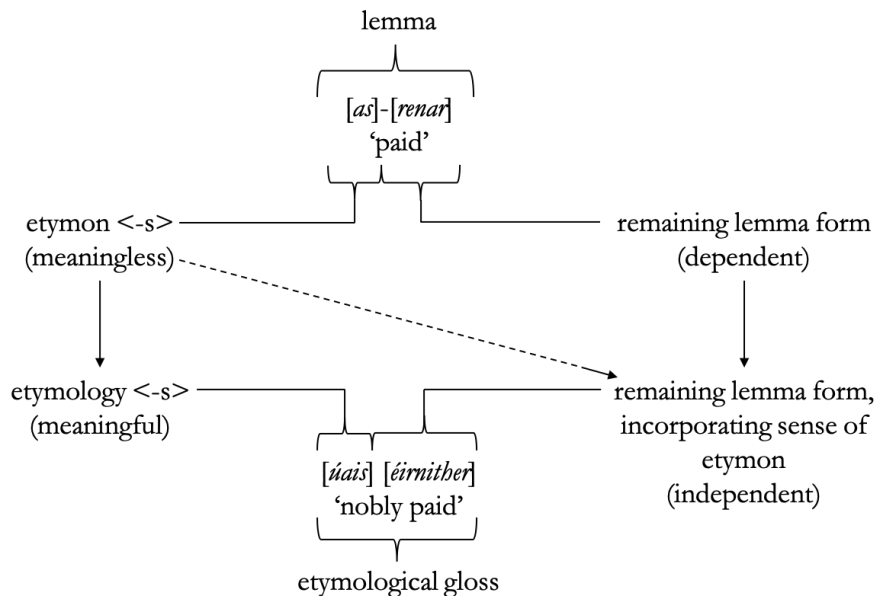 lemma
[as]-[renar]
‘paid’
etymon <-s>
(meaningless)
remaining lemma form
(dependent)
etymology <-s>
(meaningful)
remaining lemma form,
incorporating sense of
etymon
(independent)
[úais] [éirnither]
‘nobly paid’
etymological gloss